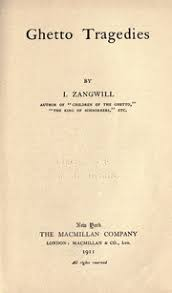 Ghetto Tragedies
BY
I. ZANGWILL
AUTHOR OF "CHILDREN OF THE GHETTO,"
"THE KING OF SCHNORRERS," ETC.
New York
THE MACMILLAN COMPANY
LONDON: MACMILLAN & CO., LTD.
1911
All rights reserved